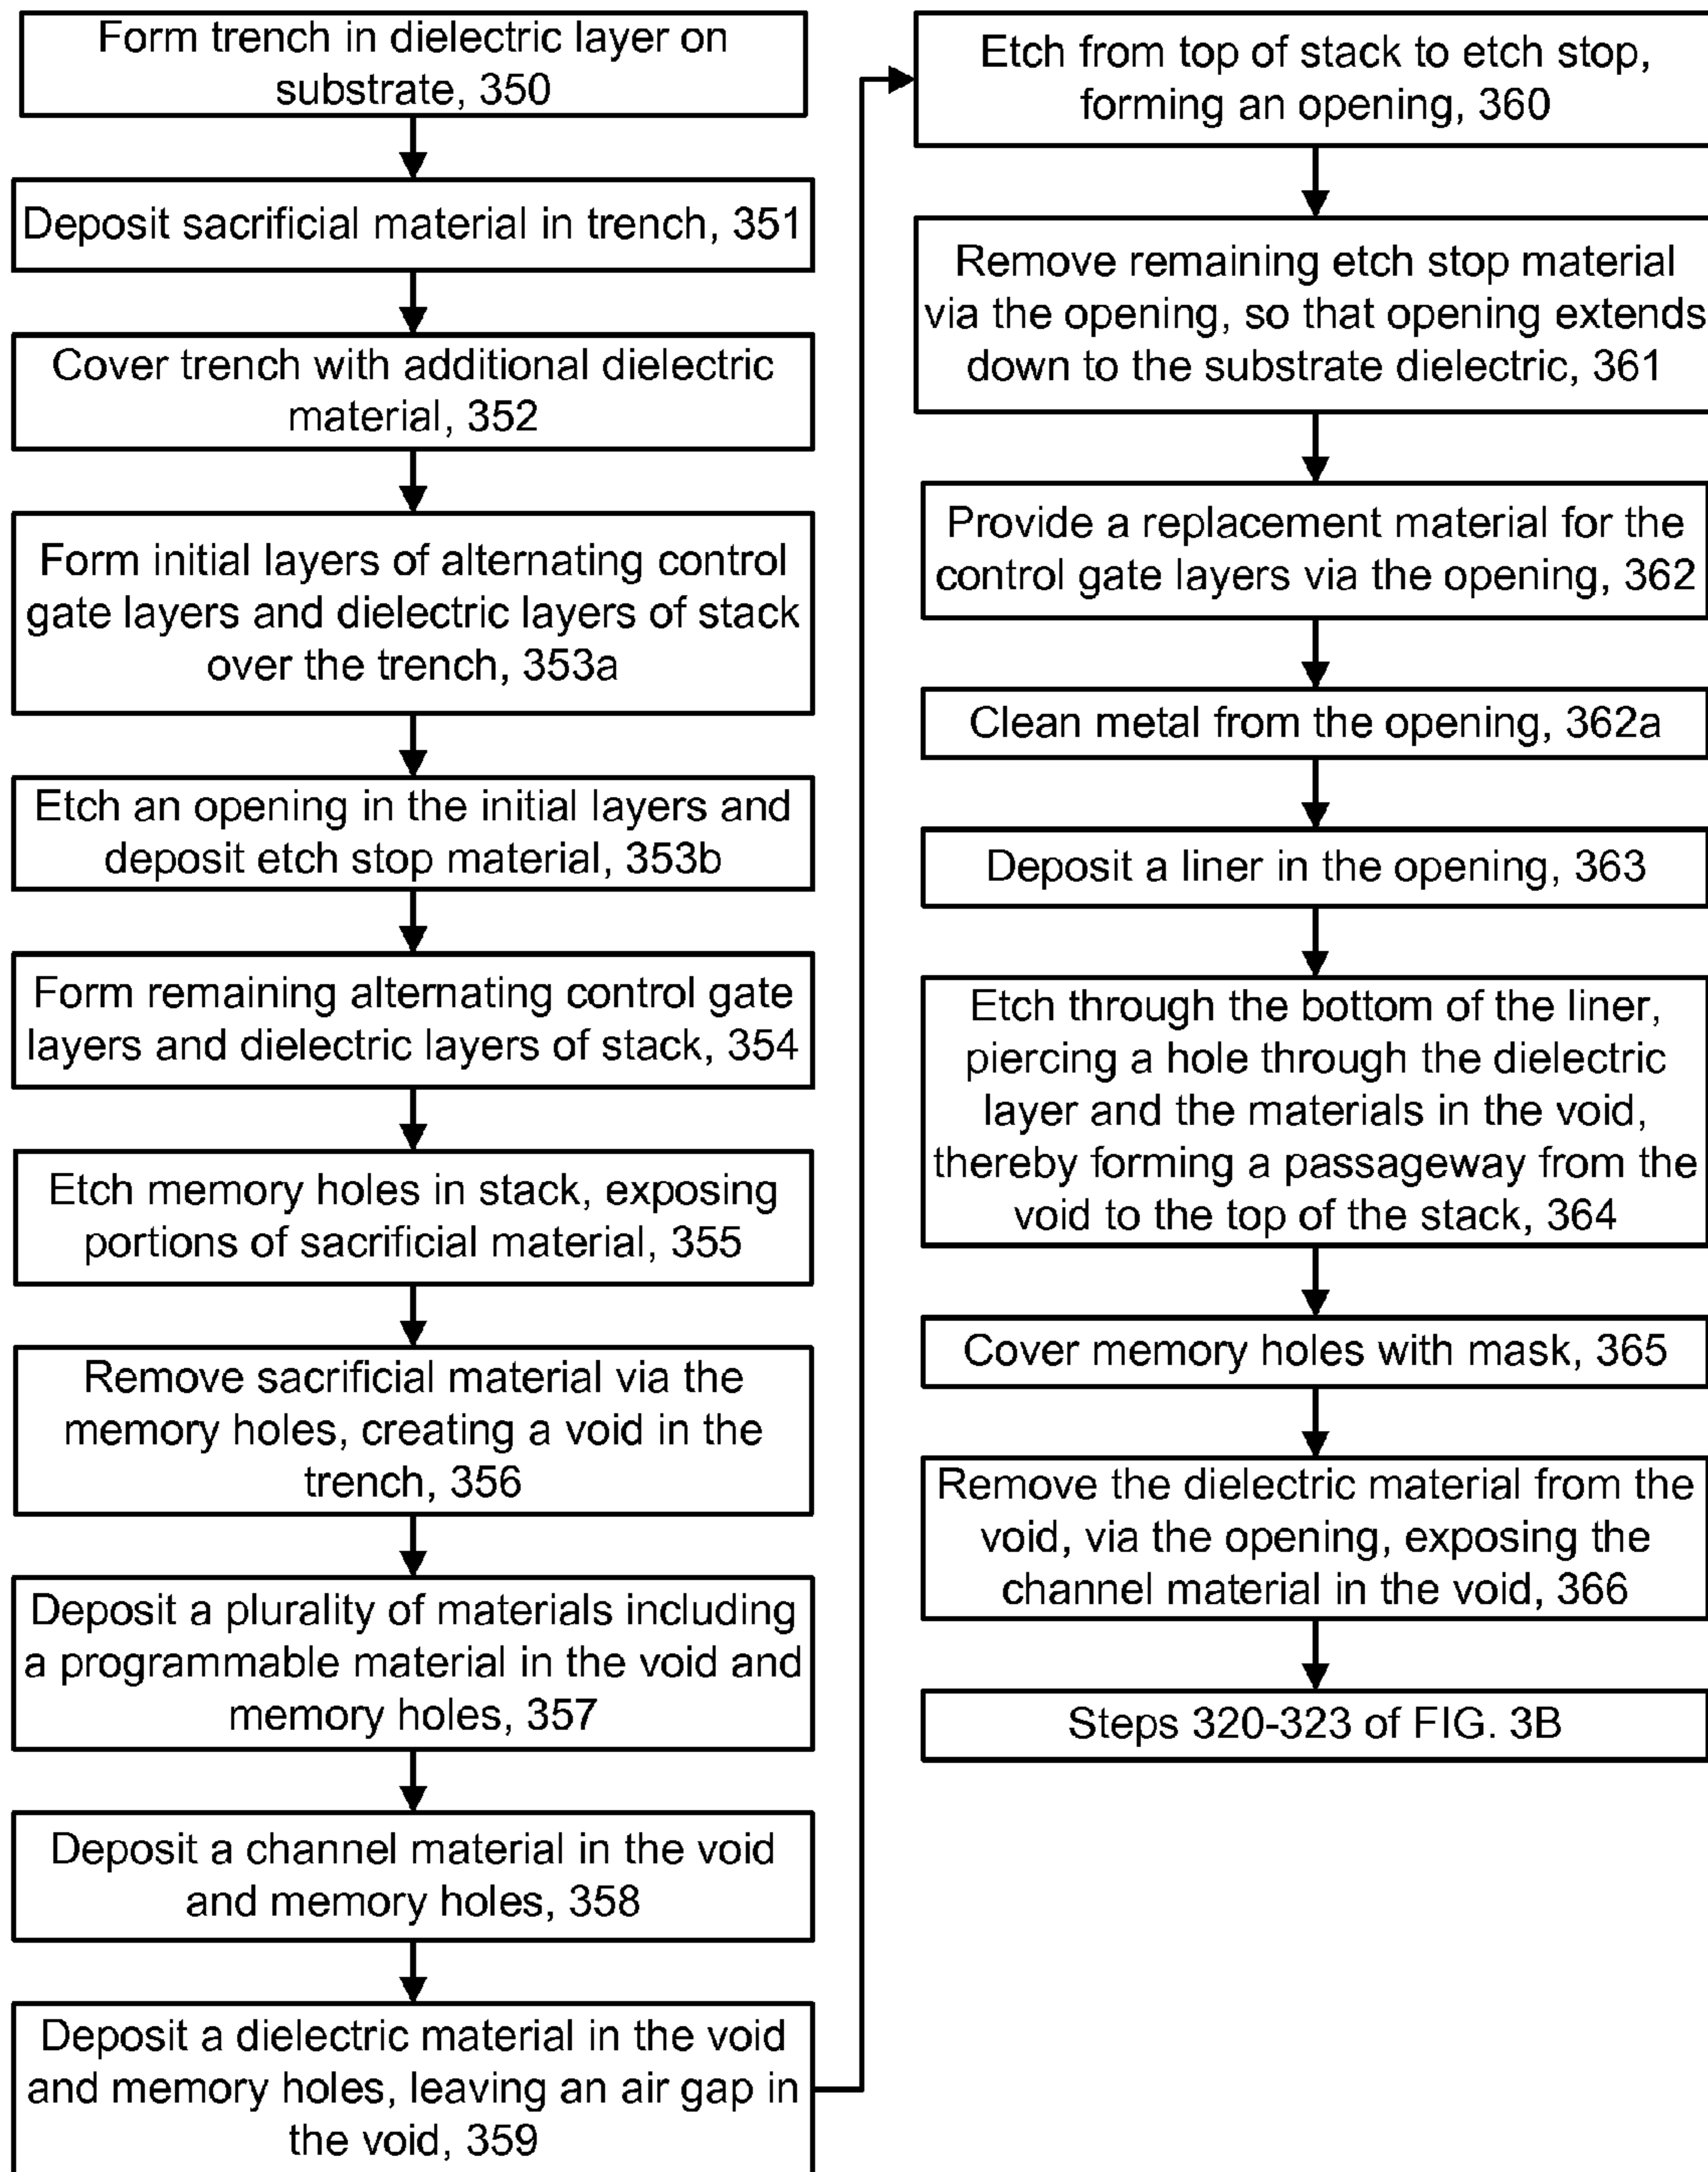 Form trench in dielectric layer on
substrate, 350
Deposit sacrificial material in trench, 351
Cover trench with additional dielectric
material, 352
Form initial layers of alternating control
gate layers and dielectric layers of stack
over the trench, 353a
Etch an opening in the initial layers and
deposit etch stop material, 353b
Form remaining alternating control gate
layers and dielectric layers of stack, 354
Etch memory holes in stack, exposing
portions of sacrificial material, 355
Remove sacrificial material via the
memory holes, creating a void in the
trench, 356
Deposit a plurality of materials including
a programmable material in the void and
memory holes, 357
Deposit a channel material in the void
and memory holes, 358
Deposit a dielectric material in the void
and memory holes, leaving an air gap in
the void, 359
Etch from top of stack to etch stop,
forming an opening, 360
Remove remaining etch stop material
via the opening, so that opening extends
down to the substrate dielectric, 361
Provide a replacement material for the
control gate layers via the opening, 362
Clean metal from the opening, 362a
Deposit a liner in the opening, 363
Etch through the bottom of the liner,
piercing a hole through the dielectric
layer and the materials in the void,
thereby forming a passageway from the
void to the top of the stack, 364
Cover memory holes with mask, 365
Remove the dielectric material from the
void, via the opening, exposing the
channel material in the void, 366
Steps 320-323 of FIG. 3B